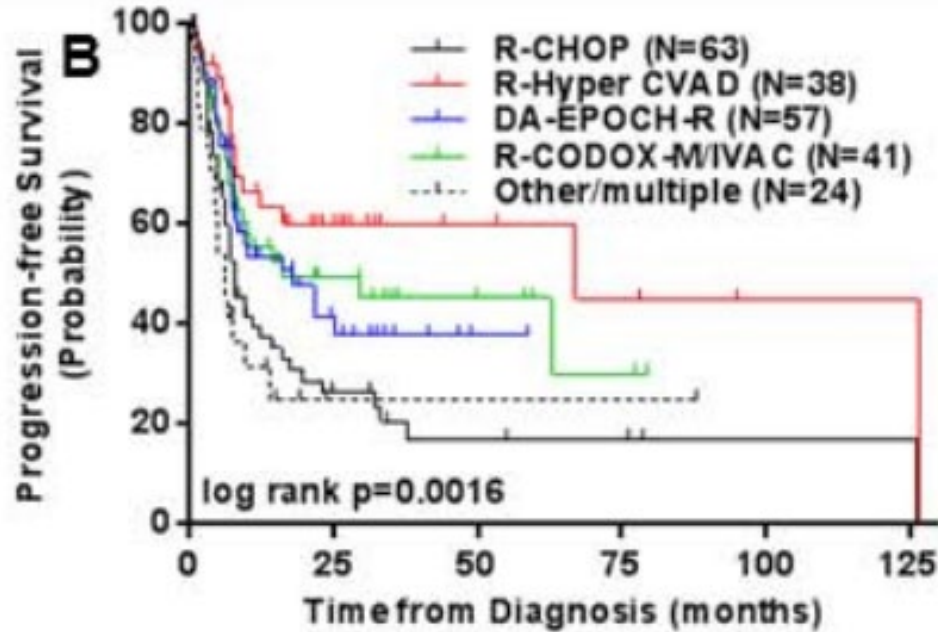 B
Progression-free Survival
(Probability)
100
80
60
40
20
0
R-CHOP (N=63)
R-Hyper CVAD (N=38)
DA-EPOCH-R (N=57)
R-CODOX-M/IVAC (N=41)
Other/multiple (N=24)
log rank p=0.0016
0 25 50 75 100 125
Time from Diagnosis (months)